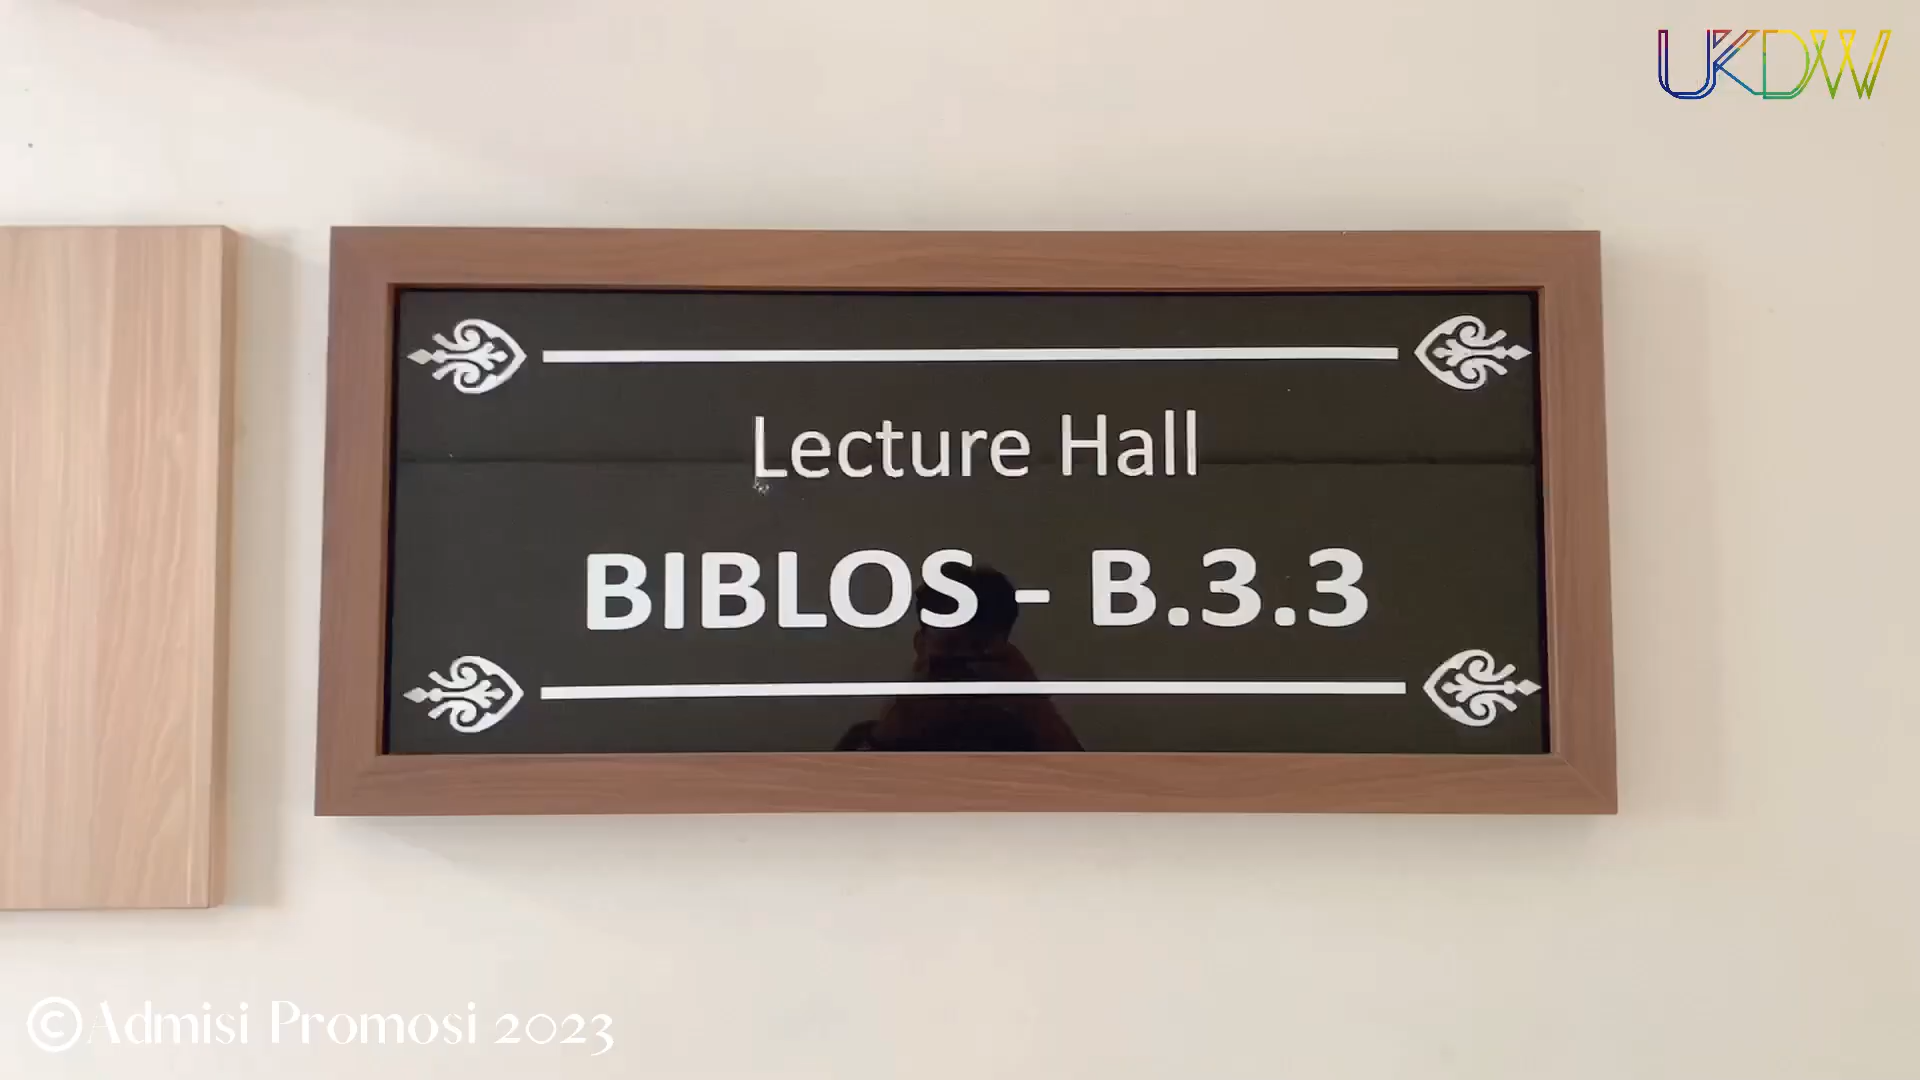 UKDW
Lecture Hall
BIBLOS - B.3.3
©Admisi Promosi 2023